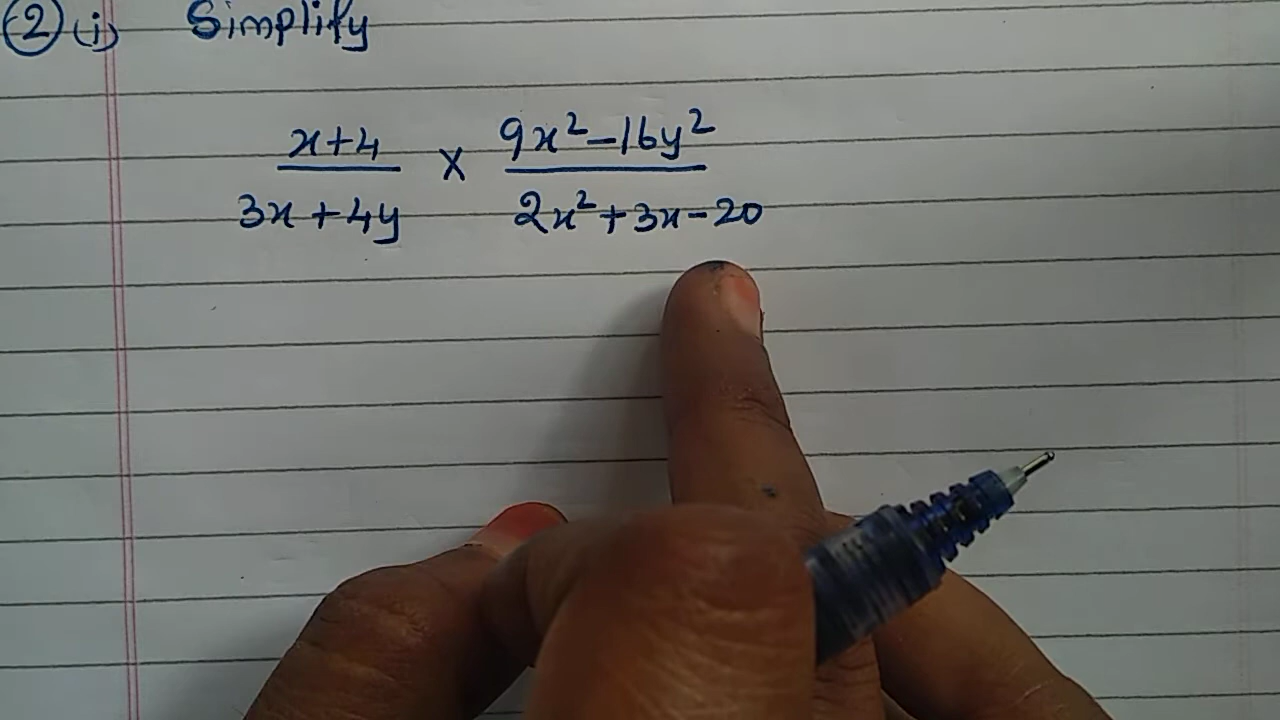 ② (i) Simplify
x+4 / 3x+4y × 9x²-16y² / 2x²+3x-20